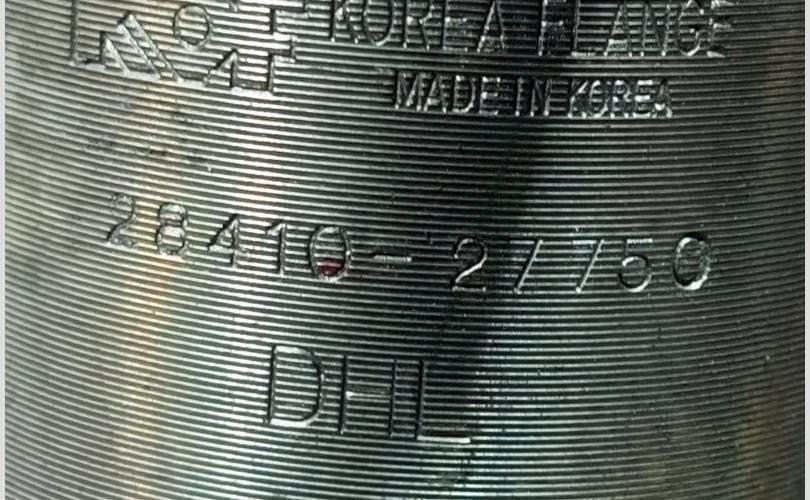 KOREA FLANGE
MADE IN KOREA
28410-27750
DHL